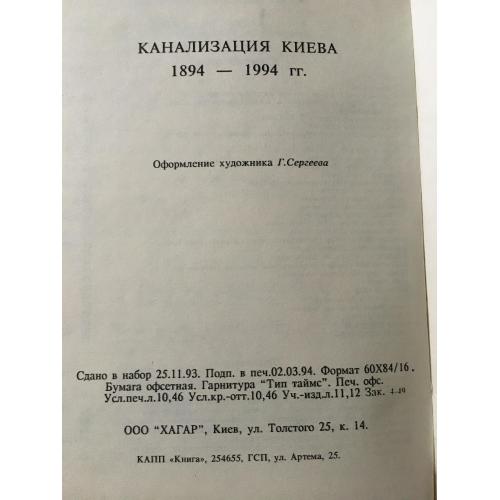 КАНАЛИЗАЦИЯ КИЕВА
1894 — 1994 гг.
Оформление художника Г.Сергеева
Сдано в набор 25.11.93. Подп. в печ.02.03.94. Формат 60X84/16.
Бумага офсетная. Гарнитура "Тип таймс". Печ. офс.
Усл.печ.л.10,46 Усл.кр.-отт.10,46 Уч.-изд.л.11,12 Зак.
ООО "ХАГАР", Киев, ул. Толстого 25, к. 14.
КАПП «Книга», 254655, ГСП, ул. Артема, 25.